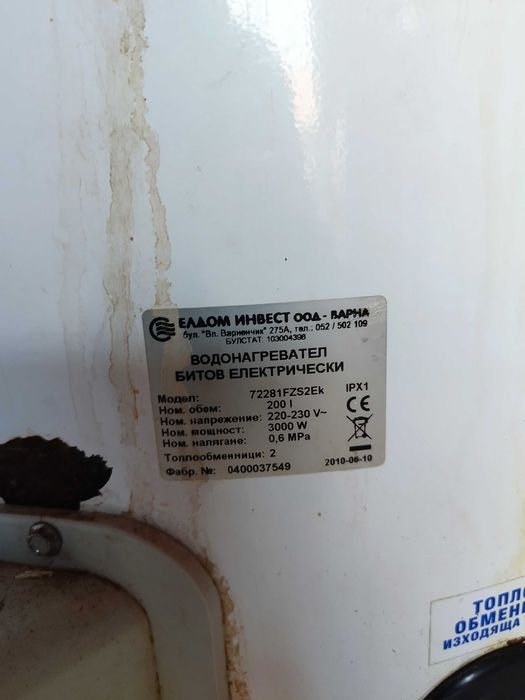 ЕЛДОМ ИНВЕСТ ООД - ВАРНА
бул. "Вл. Варненчик" 275А, тел.: 052 / 502 109
БУЛСТАТ: 103004396
ВОДОНАГРЕВАТЕЛ
БИТОВ ЕЛЕКТРИЧЕСКИ
Модел: 72281FZS2Ek IPX1
Ном. обем: 200 l
Ном. напрежение: 220-230 V~
Ном. мощност: 3000 W
Ном. налягане: 0,6 MPa
Топлообменници: 2 2010-06-10
Фабр. №: 0400037549
ТОПЛО
ОБМЕН
ИЗХОДЯЩА